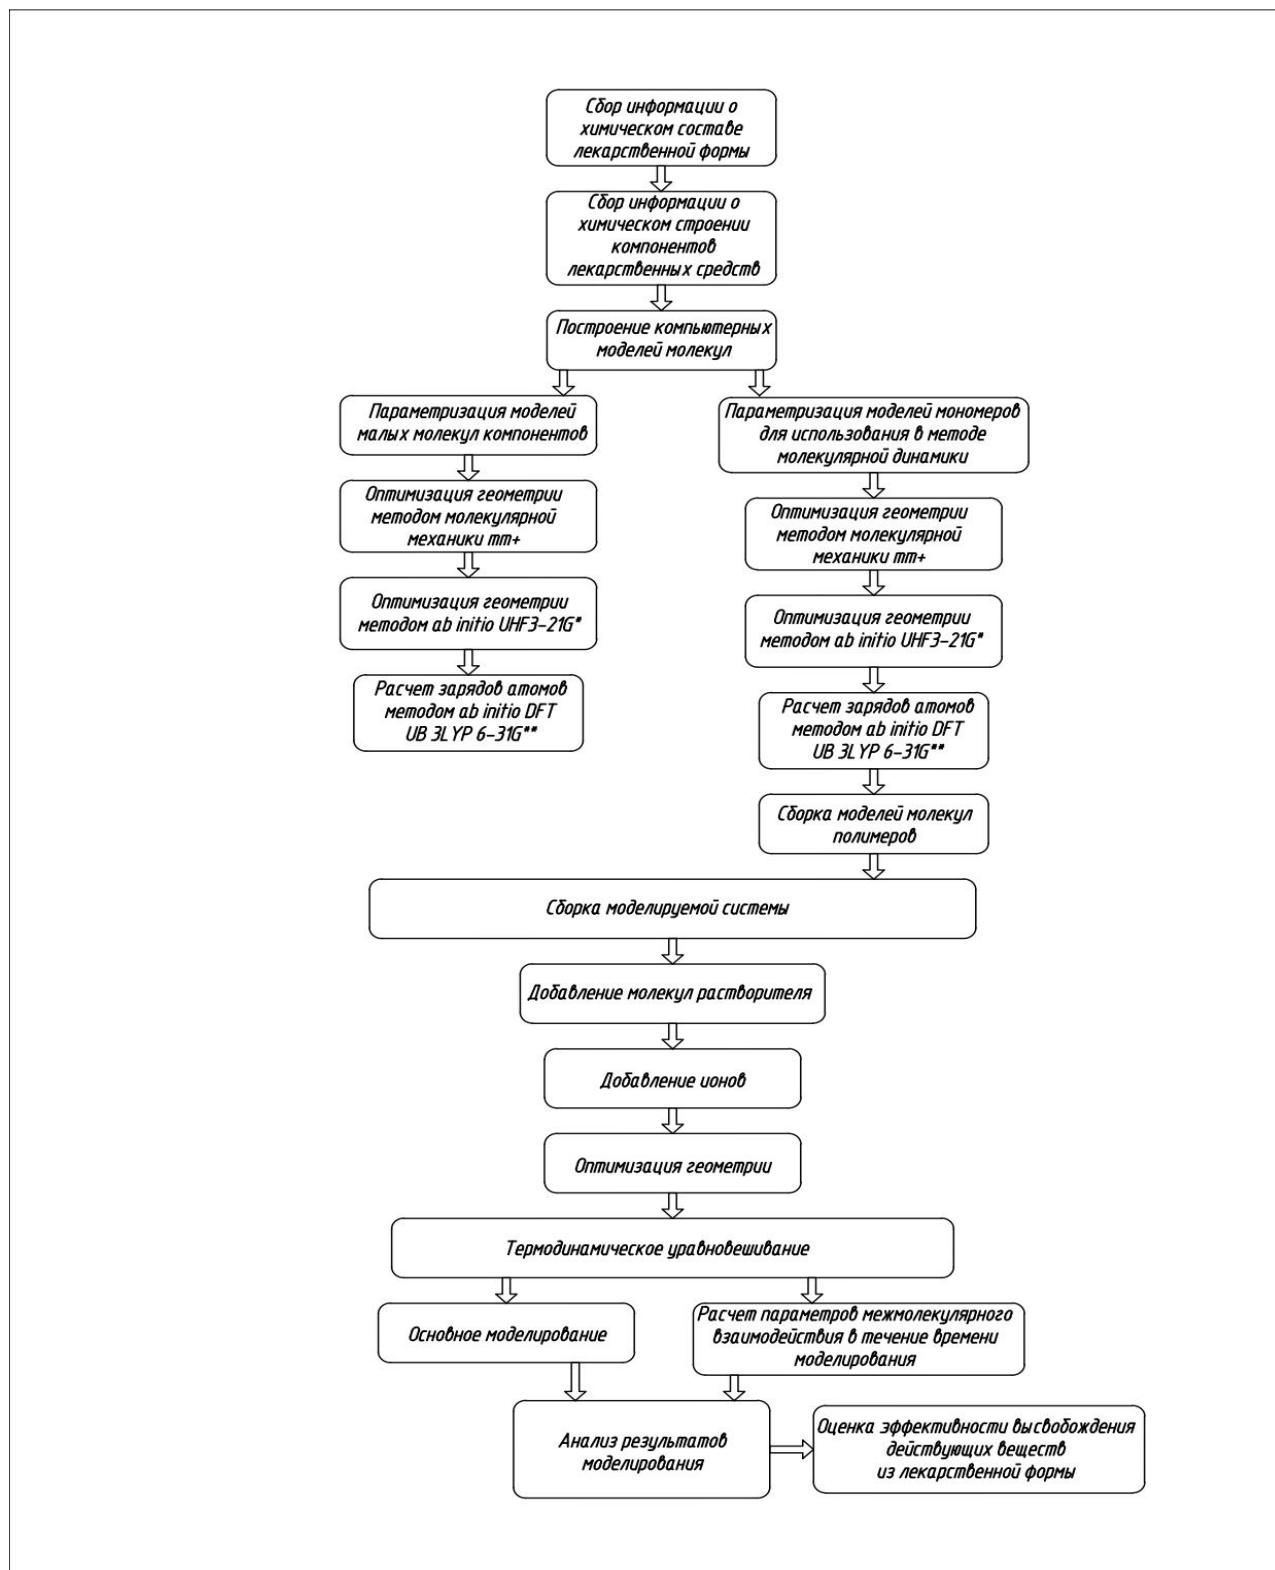 Сбор информации о
химическом составе
лекарственной формы
Сбор информации о
химическом строении
компонентов
лекарственных средств
Построение компьютерных
моделей молекул
Параметризация моделей
малых молекул компонентов
Оптимизация геометрии
методом молекулярной
механики mm+
Оптимизация геометрии
методом ab initio UHF3-21G*
Расчет зарядов атомов
методом ab initio DFT
UB 3LYP 6-31G**
Параметризация моделей мономеров
для использования в методе
молекулярной динамики
Оптимизация геометрии
методом молекулярной
механики mm+
Оптимизация геометрии
методом ab initio UHF3-21G*
Расчет зарядов атомов
методом ab initio DFT
UB 3LYP 6-31G**
Сборка моделей молекул
полимеров
Сборка моделируемой системы
Добавление молекул растворителя
Добавление ионов
Оптимизация геометрии
Термодинамическое уравновешивание
Основное моделирование
Расчет параметров межмолекулярного
взаимодействия в течение времени
моделирования
Анализ результатов
моделирования
Оценка эффективности высвобождения
действующих веществ
из лекарственной формы